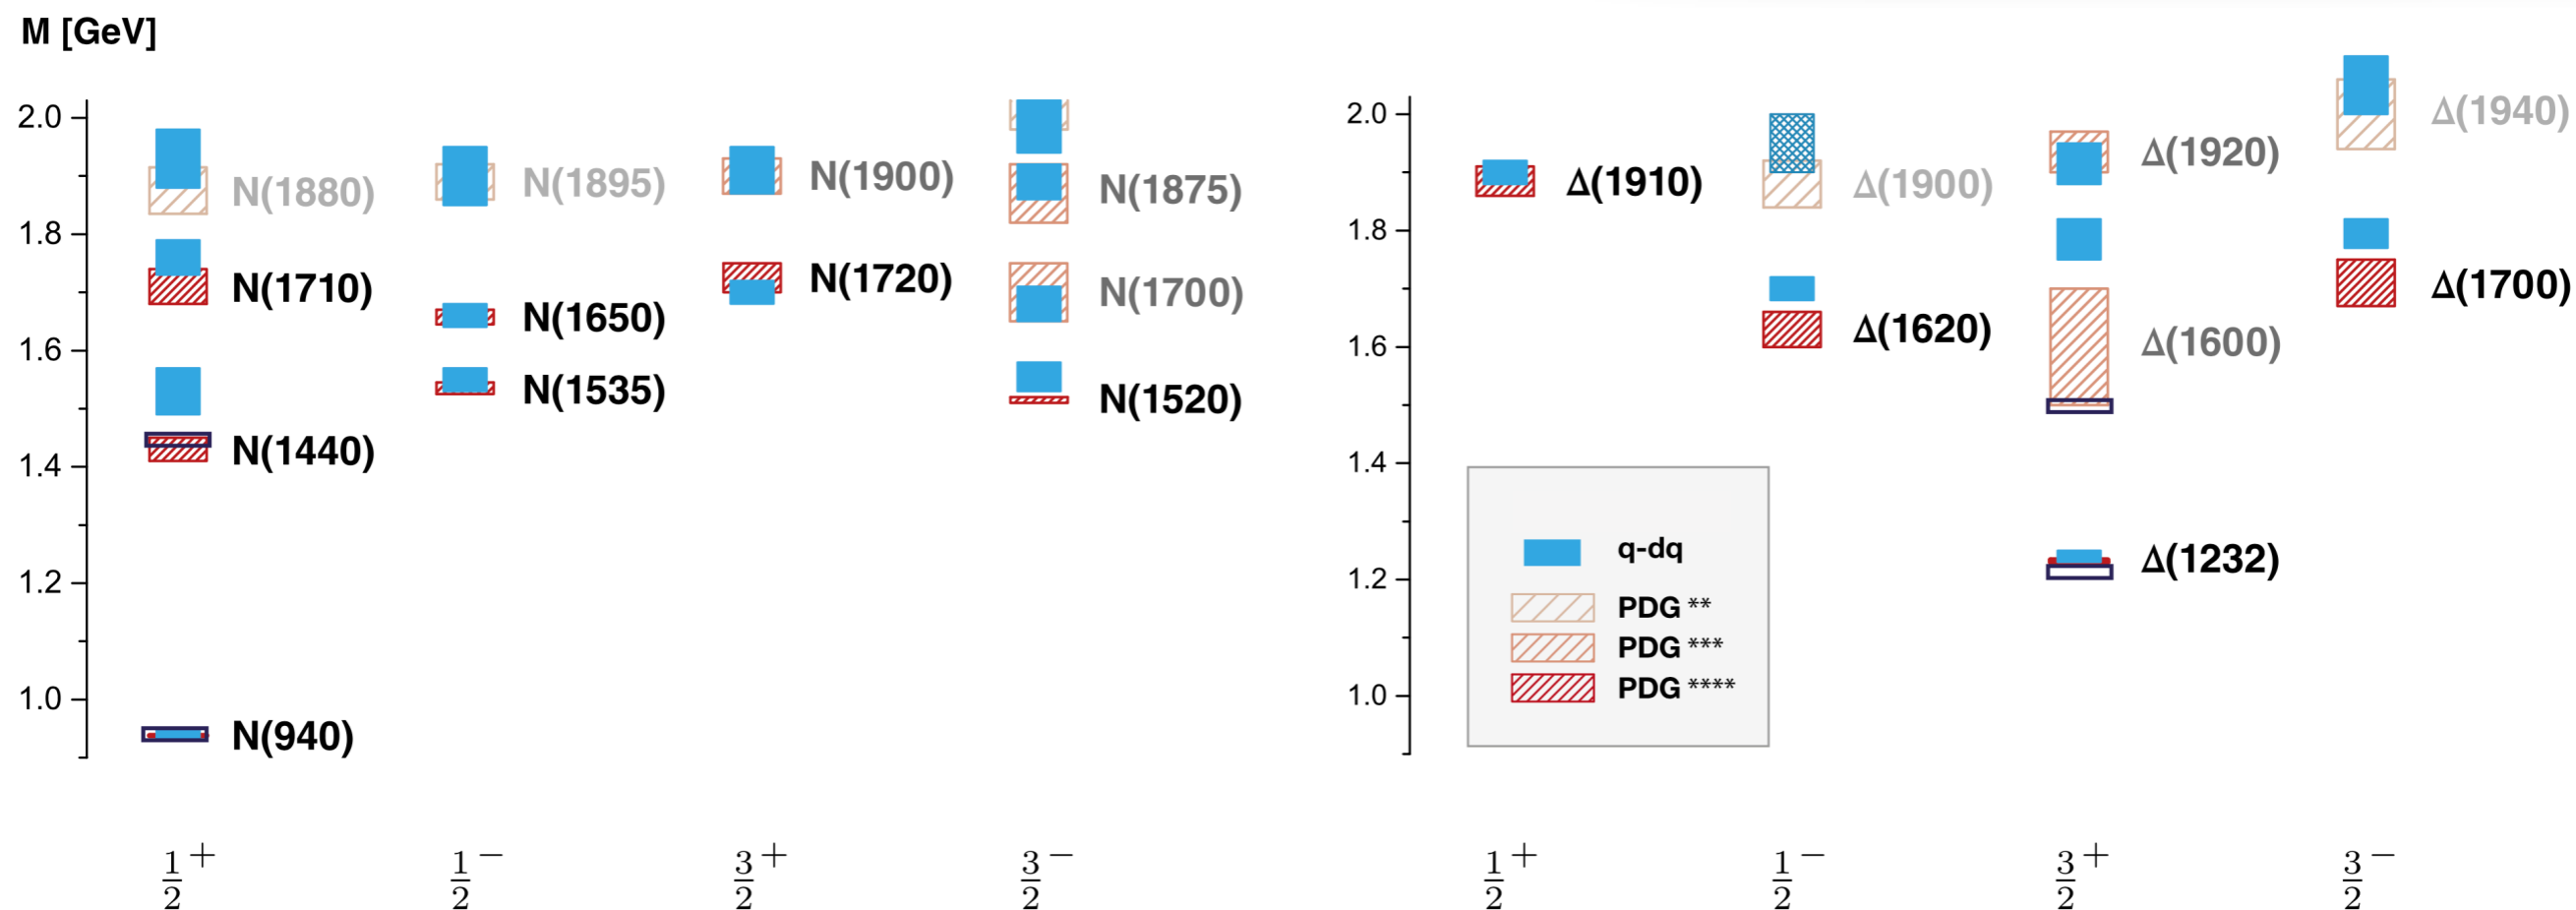 M [GeV]
2.0
1.8
1.6
1.4
1.2
1.0
N(1880)
N(1710)
N(1440)
N(940)
N(1895)
N(1650)
N(1535)
N(1900)
N(1720)
N(1875)
N(1700)
N(1520)
1/2+
1/2−
3/2+
3/2−
2.0
1.8
1.6
1.4
1.2
1.0
Δ(1910)
Δ(1900)
Δ(1620)
Δ(1920)
Δ(1600)
Δ(1232)
Δ(1940)
Δ(1700)
q-dq
PDG **
PDG ***
PDG ****
1/2+
1/2−
3/2+
3/2−